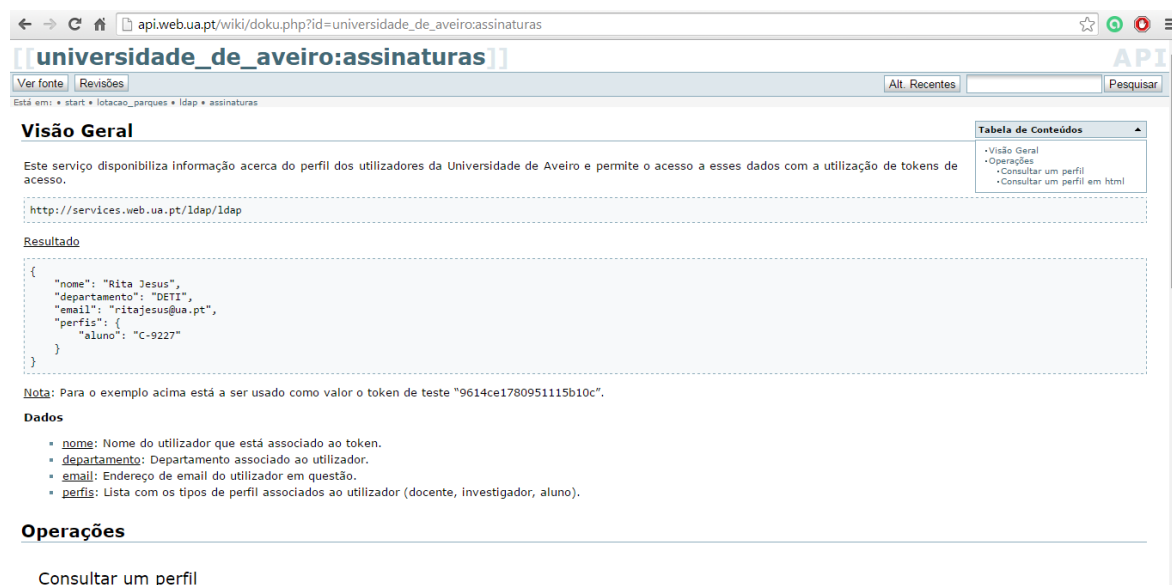 api.web.ua.pt/wiki/doku.php?id=universidade_de_aveiro:assinaturas
[[universidade_de_aveiro:assinaturas]]
API
Ver fonte Revisões
Alt. Recentes
Pesquisar
Está em: • start • lotacao_parques • ldap • assinaturas
Visão Geral
Tabela de Conteúdos
Visão Geral
Operações
Consultar um perfil
Consultar um perfil em html
Este serviço disponibiliza informação acerca do perfil dos utilizadores da Universidade de Aveiro e permite o acesso a esses dados com a utilização de tokens de
acesso.
http://services.web.ua.pt/ldap/ldap
Resultado
{
"nome": "Rita Jesus",
"departamento": "DETI",
"email": "ritajesus@ua.pt",
"perfis": {
"aluno": "C-9227"
}
}
Nota: Para o exemplo acima está a ser usado como valor o token de teste “9614ce1780951115b10c”.
Dados
nome: Nome do utilizador que está associado ao token.
departamento: Departamento associado ao utilizador.
email: Endereço de email do utilizador em questão.
perfis: Lista com os tipos de perfil associados ao utilizador (docente, investigador, aluno).
Operações
Consultar um perfil